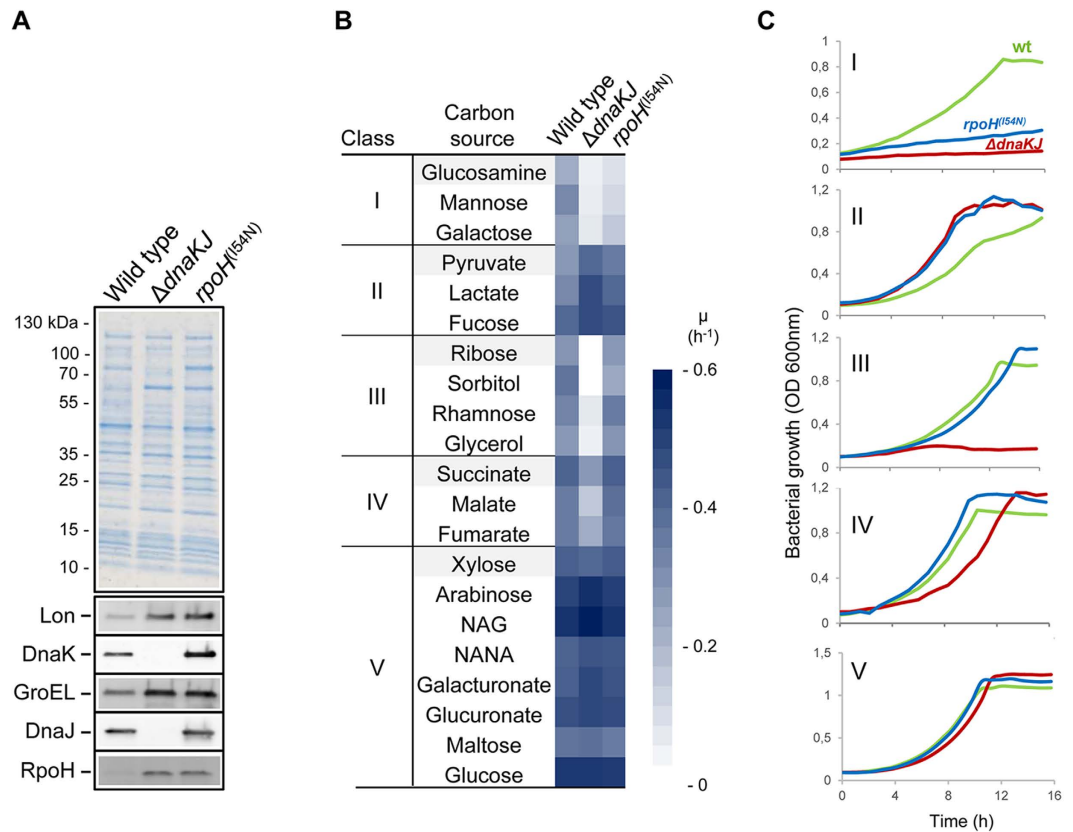 A
Wild type
ΔdnaKJ
rpoH(I54N)
130 kDa -
100 -
70 -
55 -
35 -
25 -
15 -
10 -
Lon
DnaK
GroEL
DnaJ
RpoH
B
Class
Carbon
source
Wild type
ΔdnaKJ
rpoH(I54N)
I
Glucosamine
Mannose
Galactose
II
Pyruvate
Lactate
Fucose
III
Ribose
Sorbitol
Rhamnose
Glycerol
IV
Succinate
Malate
Fumarate
V
Xylose
Arabinose
NAG
NANA
Galacturonate
Glucuronate
Maltose
Glucose
μ
(h-1)
- 0.6
- 0.4
- 0.2
- 0
C
Bacterial growth (OD 600nm)
I
1
0,8
0,6
0,4
0,2
0
wt
rpoH(I54N)
ΔdnaKJ
II
1,2
0,8
0,4
0
III
1,2
0,8
0,4
0
IV
1,2
0,8
0,4
0
V
1,5
1
0,5
0
0 4 8 12 16
Time (h)